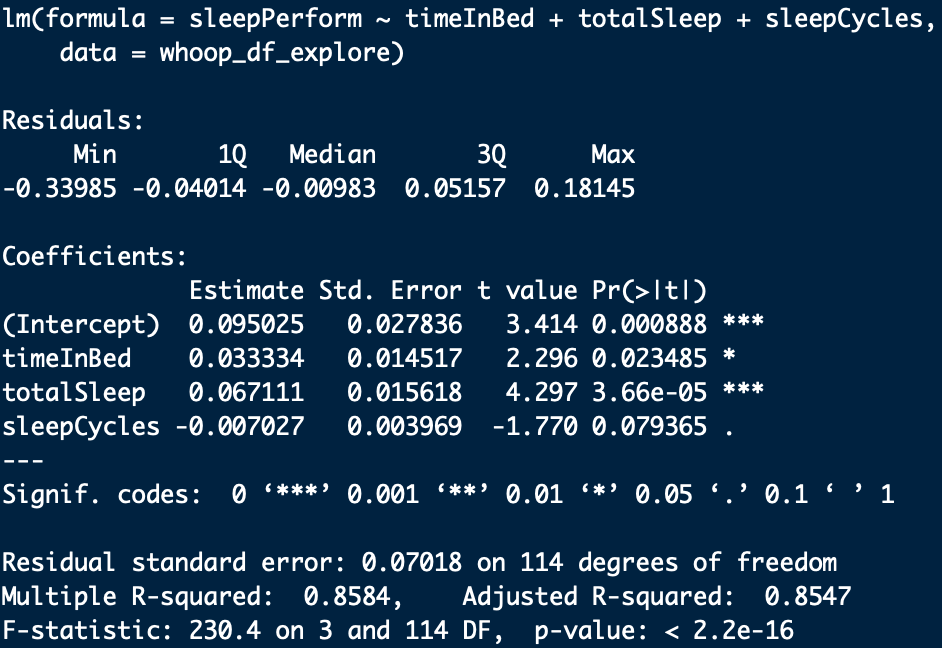 lm(formula = sleepPerform ~ timeInBed + totalSleep + sleepCycles,
    data = whoop_df_explore)

Residuals:
     Min       1Q   Median       3Q      Max
-0.33985 -0.04014 -0.00983  0.05157  0.18145

Coefficients:
             Estimate Std. Error t value Pr(>|t|)
(Intercept)  0.095025   0.027836   3.414 0.000888 ***
timeInBed    0.033334   0.014517   2.296 0.023485 *
totalSleep   0.067111   0.015618   4.297 3.66e-05 ***
sleepCycles -0.007027   0.003969  -1.770 0.079365 .
---
Signif. codes:  0 ‘***’ 0.001 ‘**’ 0.01 ‘*’ 0.05 ‘.’ 0.1 ‘ ’ 1

Residual standard error: 0.07018 on 114 degrees of freedom
Multiple R-squared:  0.8584,    Adjusted R-squared:  0.8547
F-statistic: 230.4 on 3 and 114 DF,  p-value: < 2.2e-16